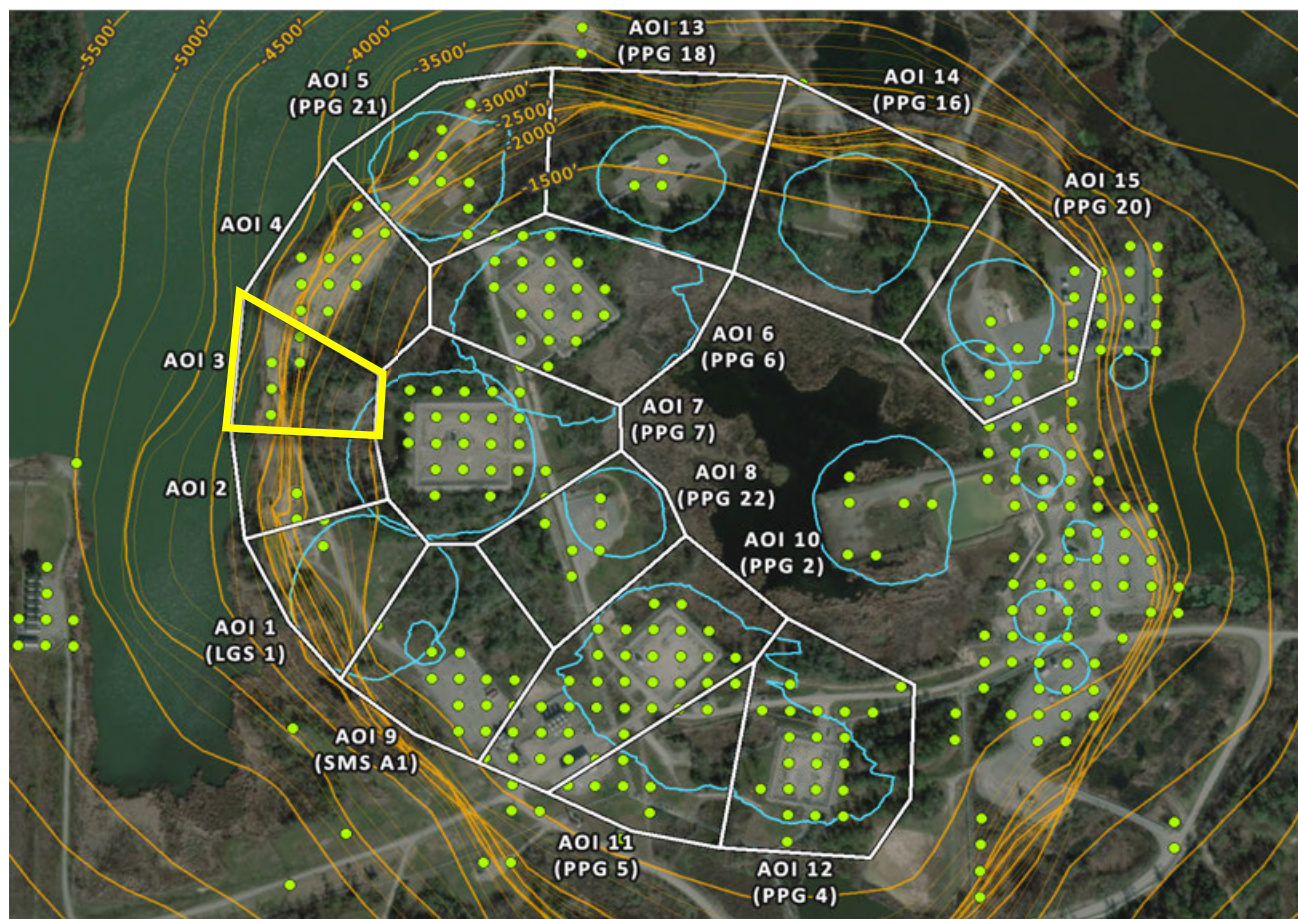 -5500'
-5000'
-4500'
-4000'
-3500'
-3000'
-2500'
-2000'
-1500'
AOI 13
(PPG 18)
AOI 14
(PPG 16)
AOI 5
(PPG 21)
AOI 15
(PPG 20)
AOI 4
AOI 3
AOI 6
(PPG 6)
AOI 7
(PPG 7)
AOI 2
AOI 8
(PPG 22)
AOI 10
(PPG 2)
AOI 1
(LGS 1)
AOI 9
(SMS A1)
AOI 11
(PPG 5)
AOI 12
(PPG 4)